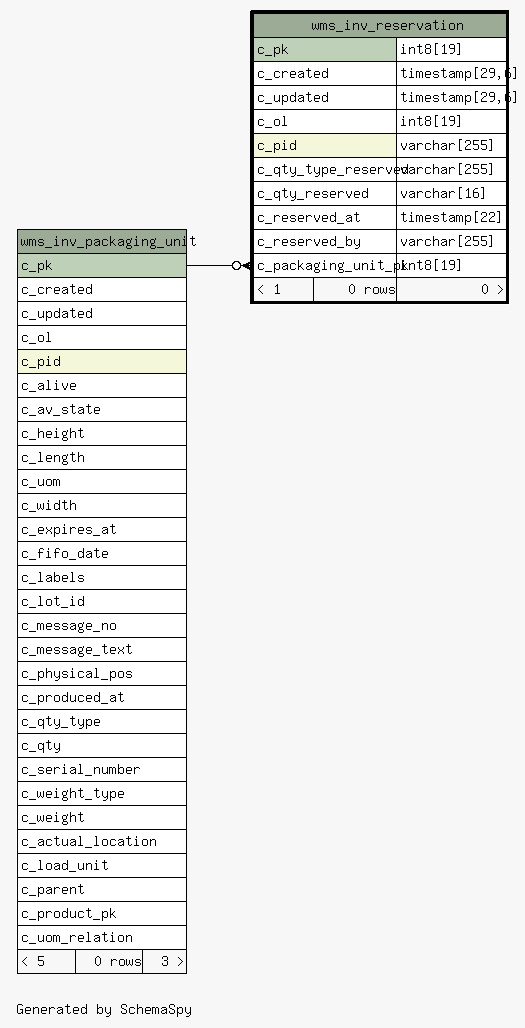 wms_inv_reservation
c_pk int8[19]
c_created timestamp[29,6]
c_updated timestamp[29,6]
c_ol int8[19]
c_pid varchar[255]
c_qty_type_reserved varchar[255]
c_qty_reserved varchar[16]
c_reserved_at timestamp[22]
c_reserved_by varchar[255]
c_packaging_unit_pk int8[19]
< 1 0 rows 0 >
wms_inv_packaging_unit
c_pk
c_created
c_updated
c_ol
c_pid
c_alive
c_av_state
c_height
c_length
c_uom
c_width
c_expires_at
c_fifo_date
c_labels
c_lot_id
c_message_no
c_message_text
c_physical_pos
c_produced_at
c_qty_type
c_qty
c_serial_number
c_weight_type
c_weight
c_actual_location
c_load_unit
c_parent
c_product_pk
c_uom_relation
< 5 0 rows 3 >
Generated by SchemaSpy